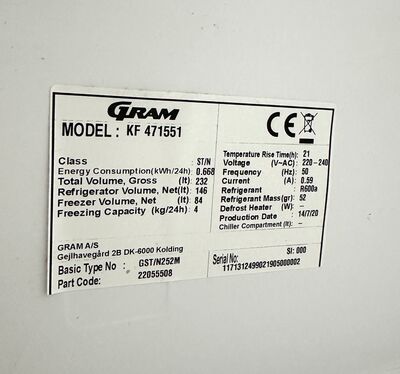 GRAM
MODEL : KF 471551
CE
Class ST/N
Energy Consumption(kWh/24h) 0.668
Total Volume, Gross (lt) 232
Refrigerator Volume, Net(lt) 146
Freezer Volume, Net (lt) 84
Freezing Capacity (kg/24h) 4
Temperature Rise Time(h): 21
Voltage (V~AC): 220-240
Frequency (Hz): 50
Current (A): 0.59
Refrigerant R600a
Refrigerant Mass(gr): 52
Defrost Heater (W): –
Production Date : 14/7/20
Chiller Compartment (lt): –
GRAM A/S
Gejlhavegård 2B DK-6000 Kolding
Basic Type No : GST/N252M
Part Code: 22055508
SI: 000
Serial No:
1171312499021905000002